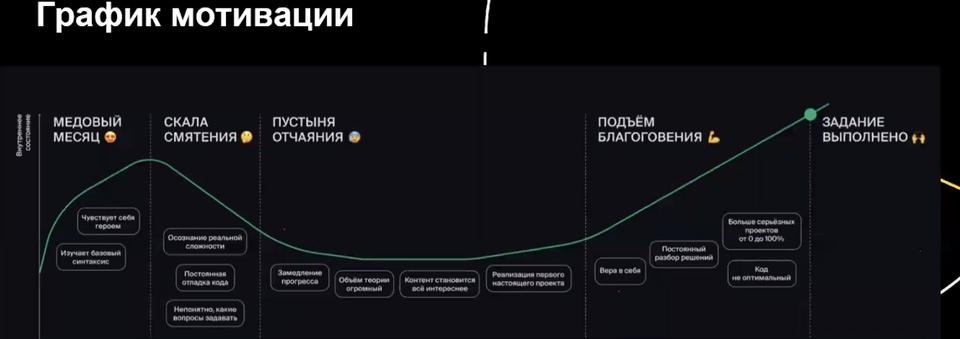 График мотивации
Внутреннее
состояние
МЕДОВЫЙ
МЕСЯЦ 😍
СКАЛА
СМЯТЕНИЯ 🤔
ПУСТЫНЯ
ОТЧАЯНИЯ 😰
ПОДЪЁМ
БЛАГОГОВЕНИЯ 💪
ЗАДАНИЕ
ВЫПОЛНЕНО 🙌
Чувствует себя
героем
Изучает базовый
синтаксис
Осознание реальной
сложности
Постоянная
отладка кода
Непонятно, какие
вопросы задавать
Замедление
прогресса
Объём теории
огромный
Контент становится
всё интереснее
Реализация первого
настоящего проекта
Вера в себя
Постоянный
разбор решений
Больше серьёзных
проектов
от 0 до 100%
Код
не оптимальный